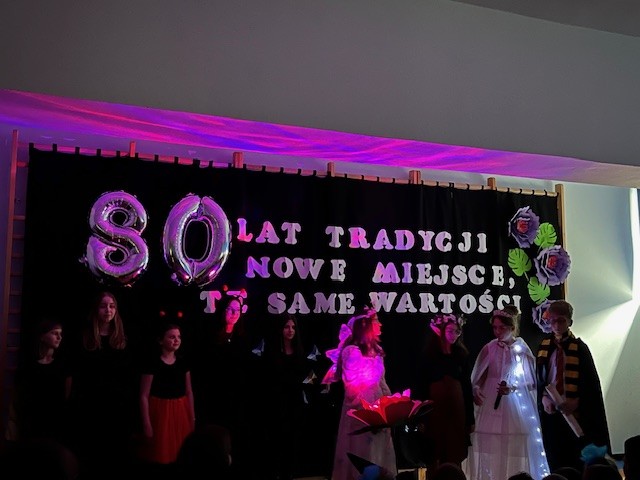 80 LAT TRADYCJI
NOWE MIEJSCE,
TE SAME WARTOŚCI